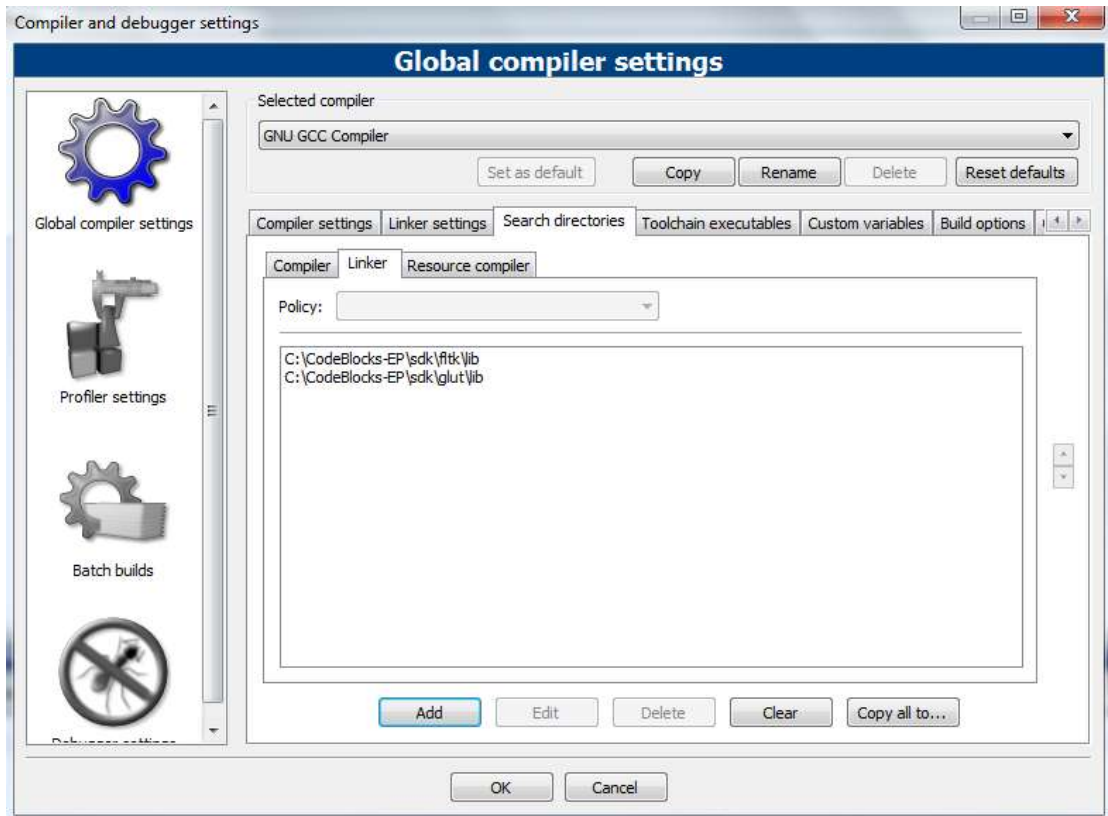 Compiler and debugger settings
Global compiler settings
Selected compiler
GNU GCC Compiler
Set as default
Copy
Rename
Delete
Reset defaults
Global compiler settings
Profiler settings
Batch builds
Debugger settings
Compiler settings
Linker settings
Search directories
Toolchain executables
Custom variables
Build options
Compiler
Linker
Resource compiler
Policy:
C:\CodeBlocks-EP\sdk\fltk\lib
C:\CodeBlocks-EP\sdk\glut\lib
Add
Edit
Delete
Clear
Copy all to...
OK
Cancel